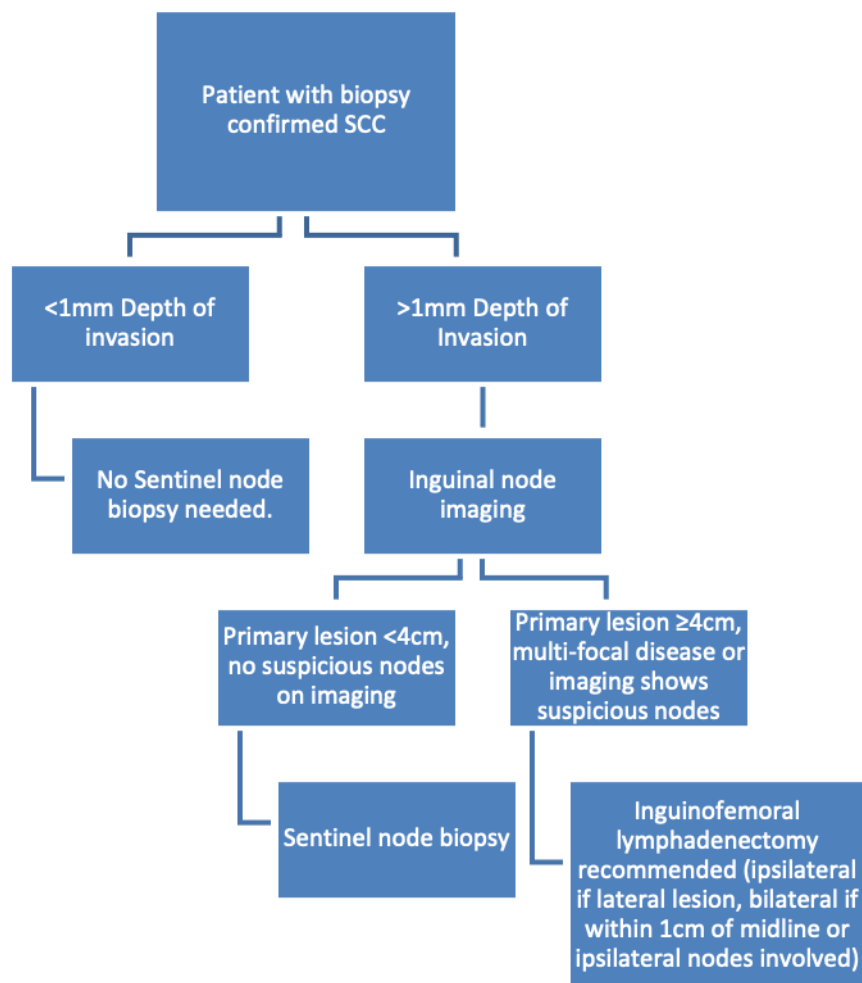 Patient with biopsy
confirmed SCC
<1mm Depth of
invasion
>1mm Depth of
Invasion
No Sentinel node
biopsy needed.
Inguinal node
imaging
Primary lesion <4cm,
no suspicious nodes
on imaging
Primary lesion ≥4cm,
multi-focal disease or
imaging shows
suspicious nodes
Sentinel node biopsy
Inguinofemoral
lymphadenectomy
recommended (ipsilateral
if lateral lesion, bilateral if
within 1cm of midline or
ipsilateral nodes involved)